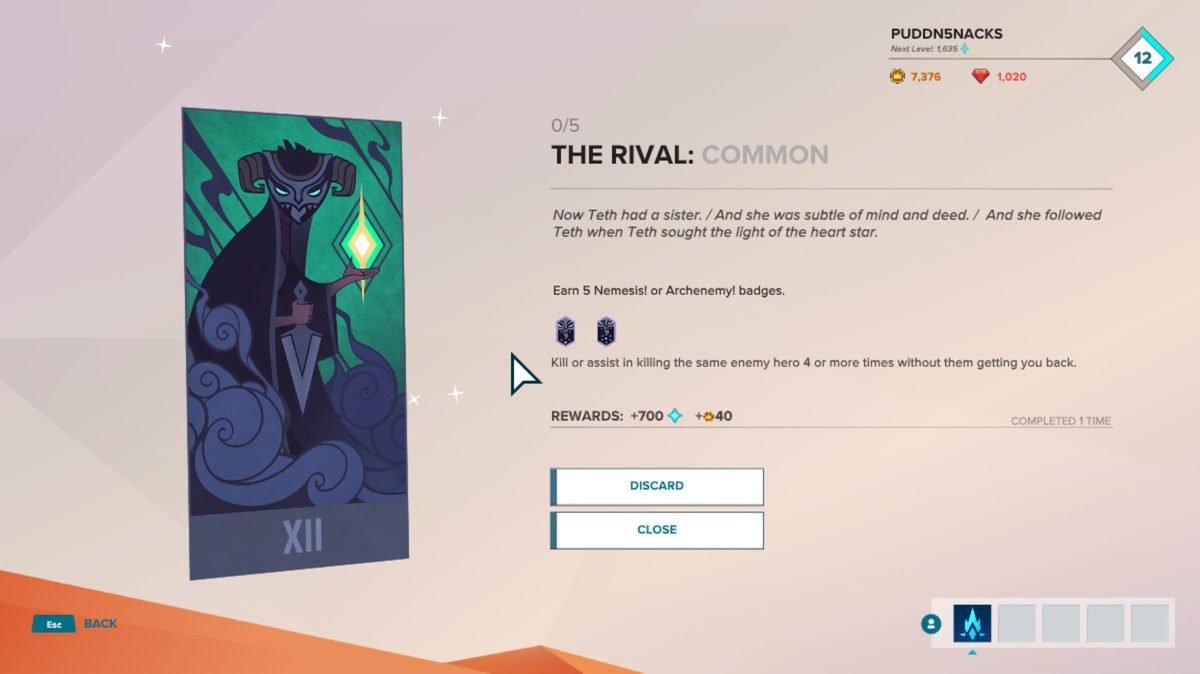 PUDDN5NACKS
Next Level: 1,635
12
7,376 1,020
0/5
THE RIVAL: COMMON
Now Teth had a sister. / And she was subtle of mind and deed. / And she followed
Teth when Teth sought the light of the heart star.
Earn 5 Nemesis! or Archenemy! badges.
Kill or assist in killing the same enemy hero 4 or more times without them getting you back.
REWARDS: +700 +40
COMPLETED 1 TIME
DISCARD
CLOSE
XII
Esc BACK